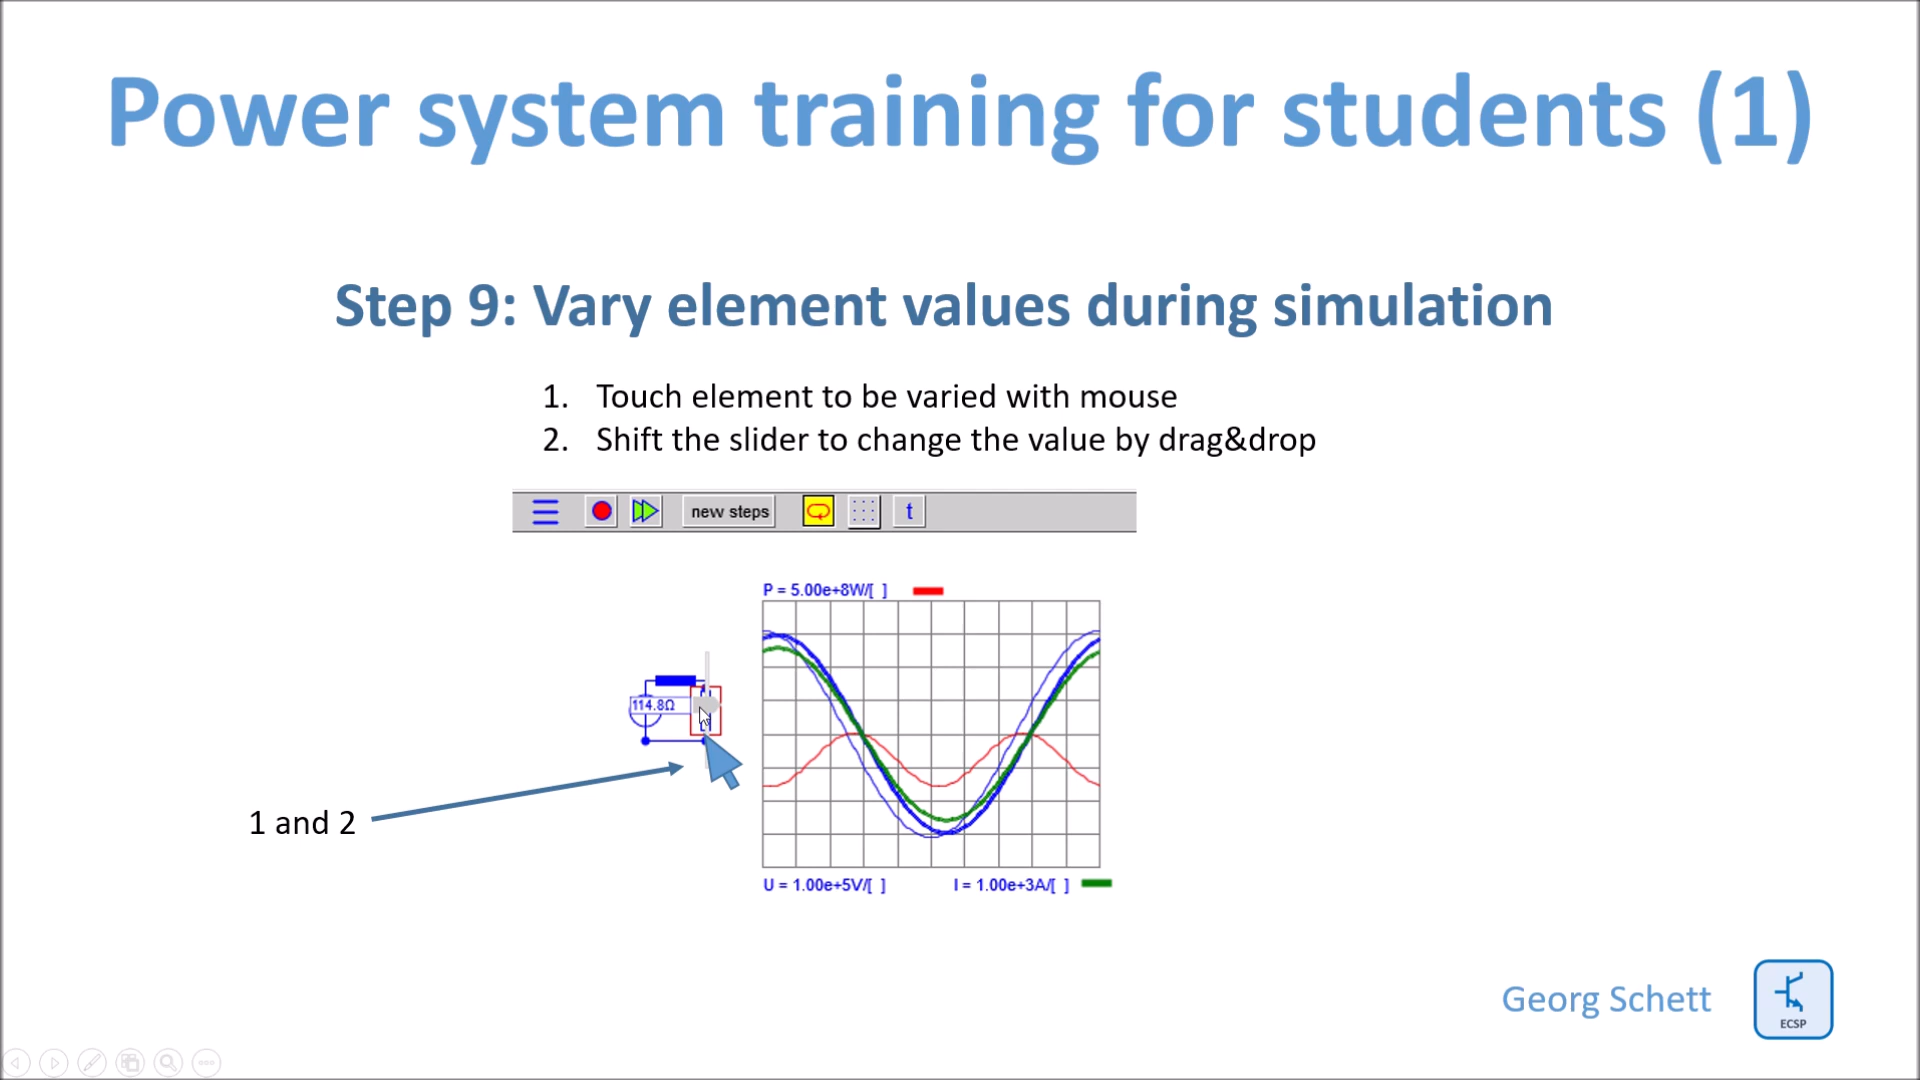 Power system training for students (1)
Step 9: Vary element values during simulation
1. Touch element to be varied with mouse
2. Shift the slider to change the value by drag&drop
new steps
t
P = 5.00e+8W/[ ]
114.8Ω
1 and 2
U = 1.00e+5V/[ ]
I = 1.00e+3A/[ ]
Georg Schett
ECSP